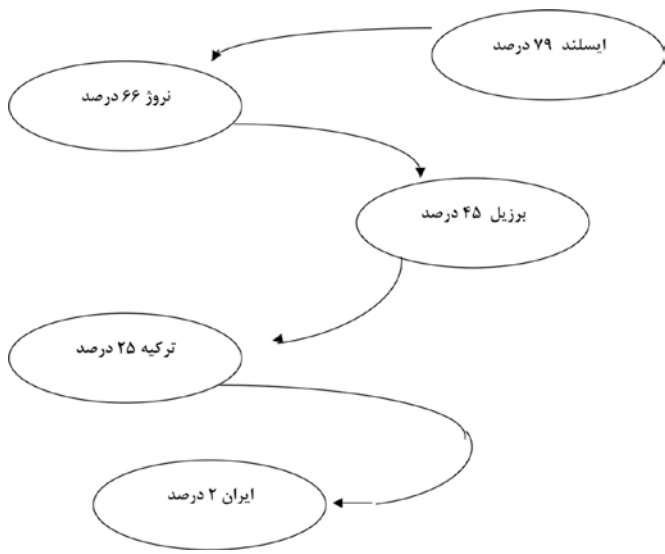 ایسلند ۷۹ درصد
نروژ ۶۶ درصد
برزیل ۴۵ درصد
ترکیه ۲۵ درصد
ایران ۲ درصد